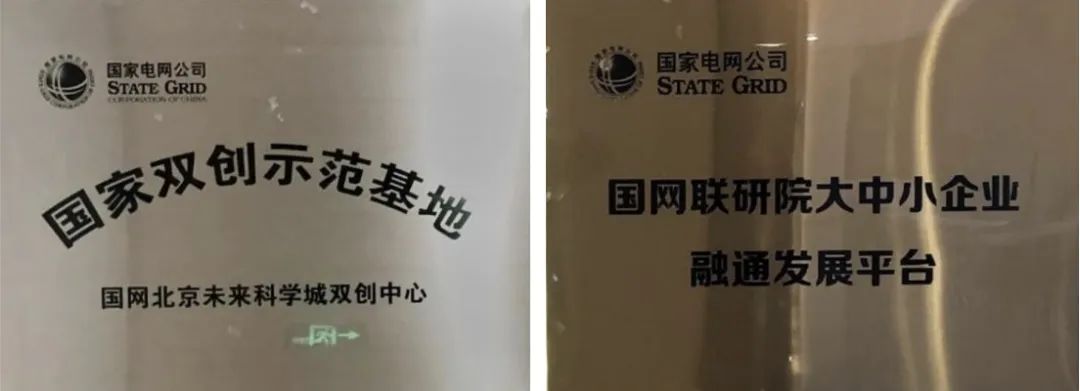 国家电网公司
STATE GRID
CORPORATION OF CHINA
国家双创示范基地
国网北京未来科学城双创中心
国家电网公司
STATE GRID
国网联研院大中小企业
融通发展平台